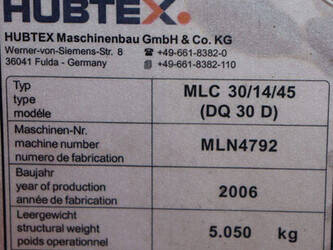 HUBTEX.
HUBTEX Maschinenbau GmbH & Co. KG
Werner-von-Siemens-Str. 8 ☎ +49-661-8382-0
36041 Fulda - Germany +49-661-8382-110
Typ
type
modéle
MLC 30/14/45
(DQ 30 D)
Maschinen-Nr.
machine number
numero de fabrication
MLN4792
Baujahr
year of production
année de fabrication
2006
Leergewicht
structural weight
poids operationnel
5.050 kg